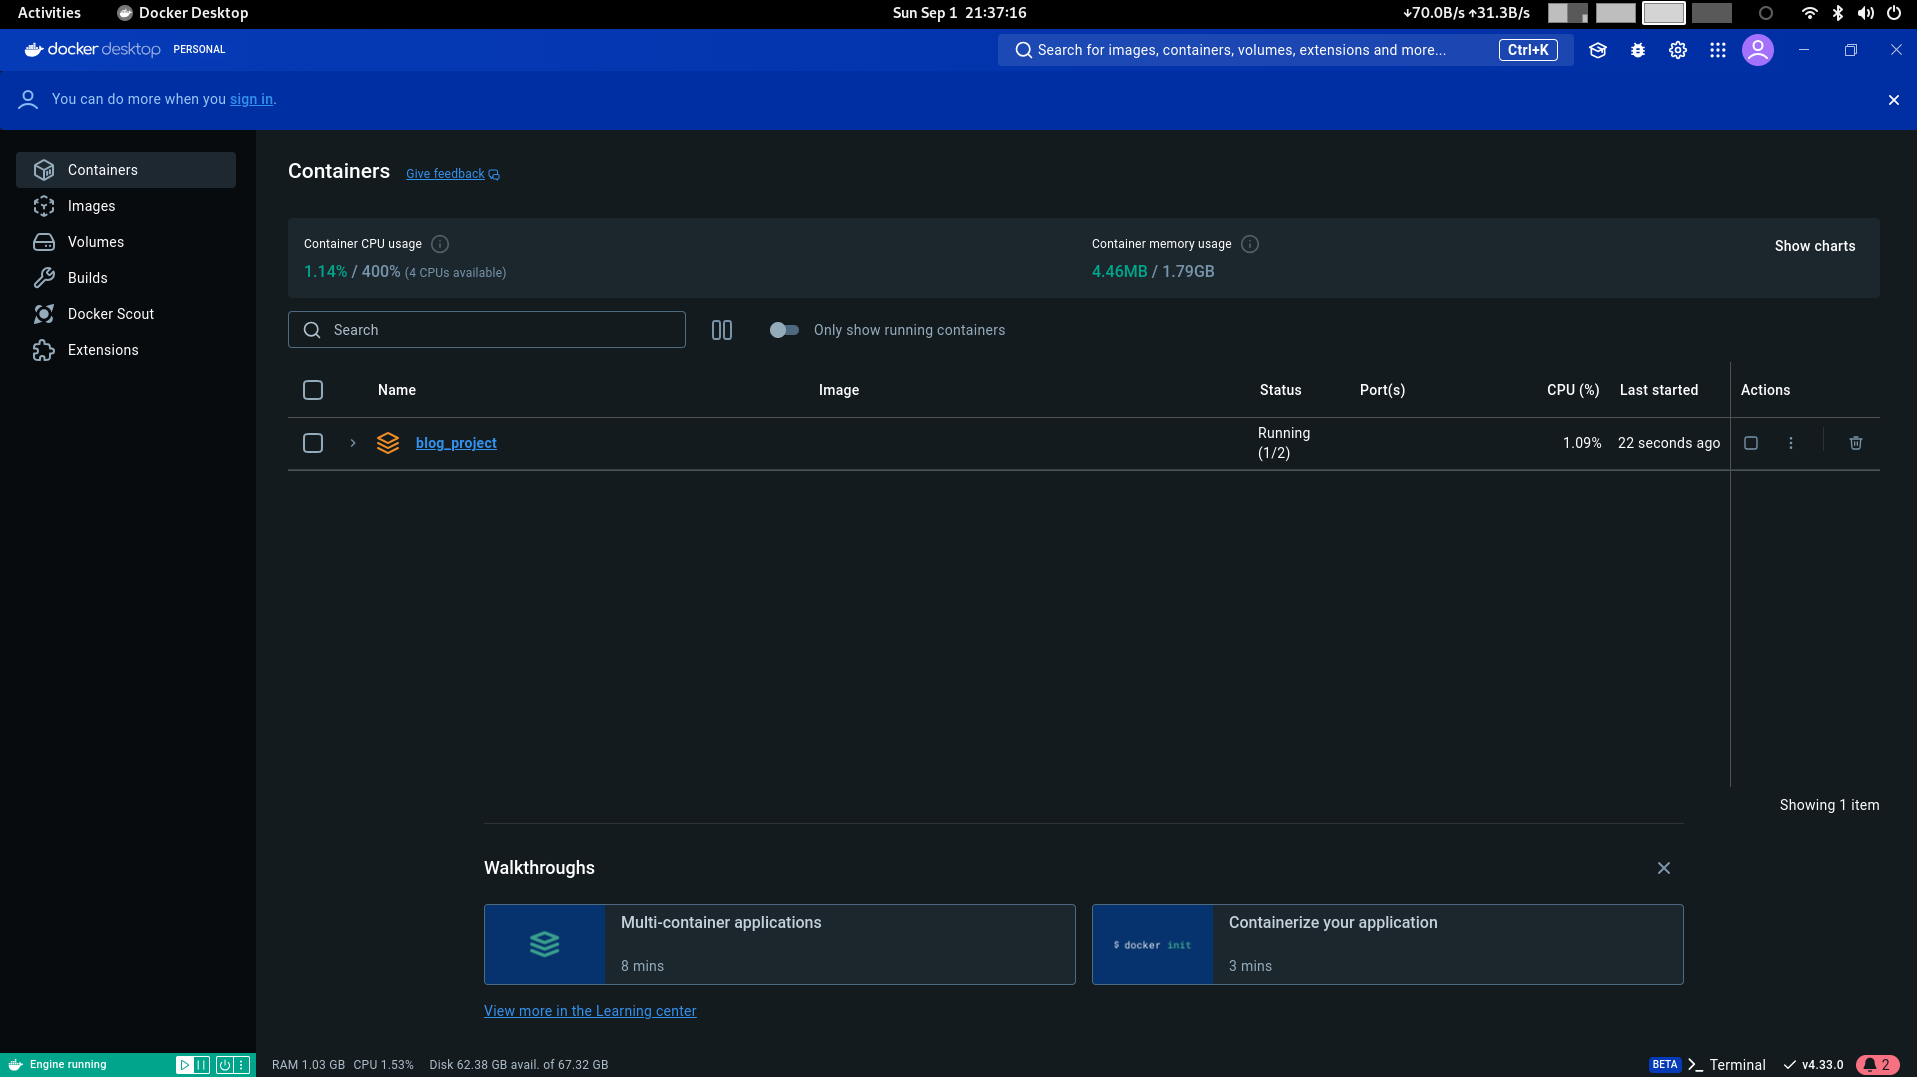 Activities Docker Desktop Sun Sep 1 21:37:16 ↓70.0B/s ↑31.3B/s
docker desktop PERSONAL Search for images, containers, volumes, extensions and more... Ctrl+K
You can do more when you sign in.
Containers
Images
Volumes
Builds
Docker Scout
Extensions
Containers Give feedback
Container CPU usage
1.14% / 400% (4 CPUs available)
Container memory usage
4.46MB / 1.79GB
Show charts
Search
Only show running containers
Name Image Status Port(s) CPU (%) Last started Actions
blog_project Running (1/2) 1.09% 22 seconds ago
Showing 1 item
Walkthroughs
Multi-container applications
8 mins
$ docker init
Containerize your application
3 mins
View more in the Learning center
Engine running RAM 1.03 GB CPU 1.53% Disk 62.38 GB avail. of 67.32 GB BETA Terminal v4.33.0 2